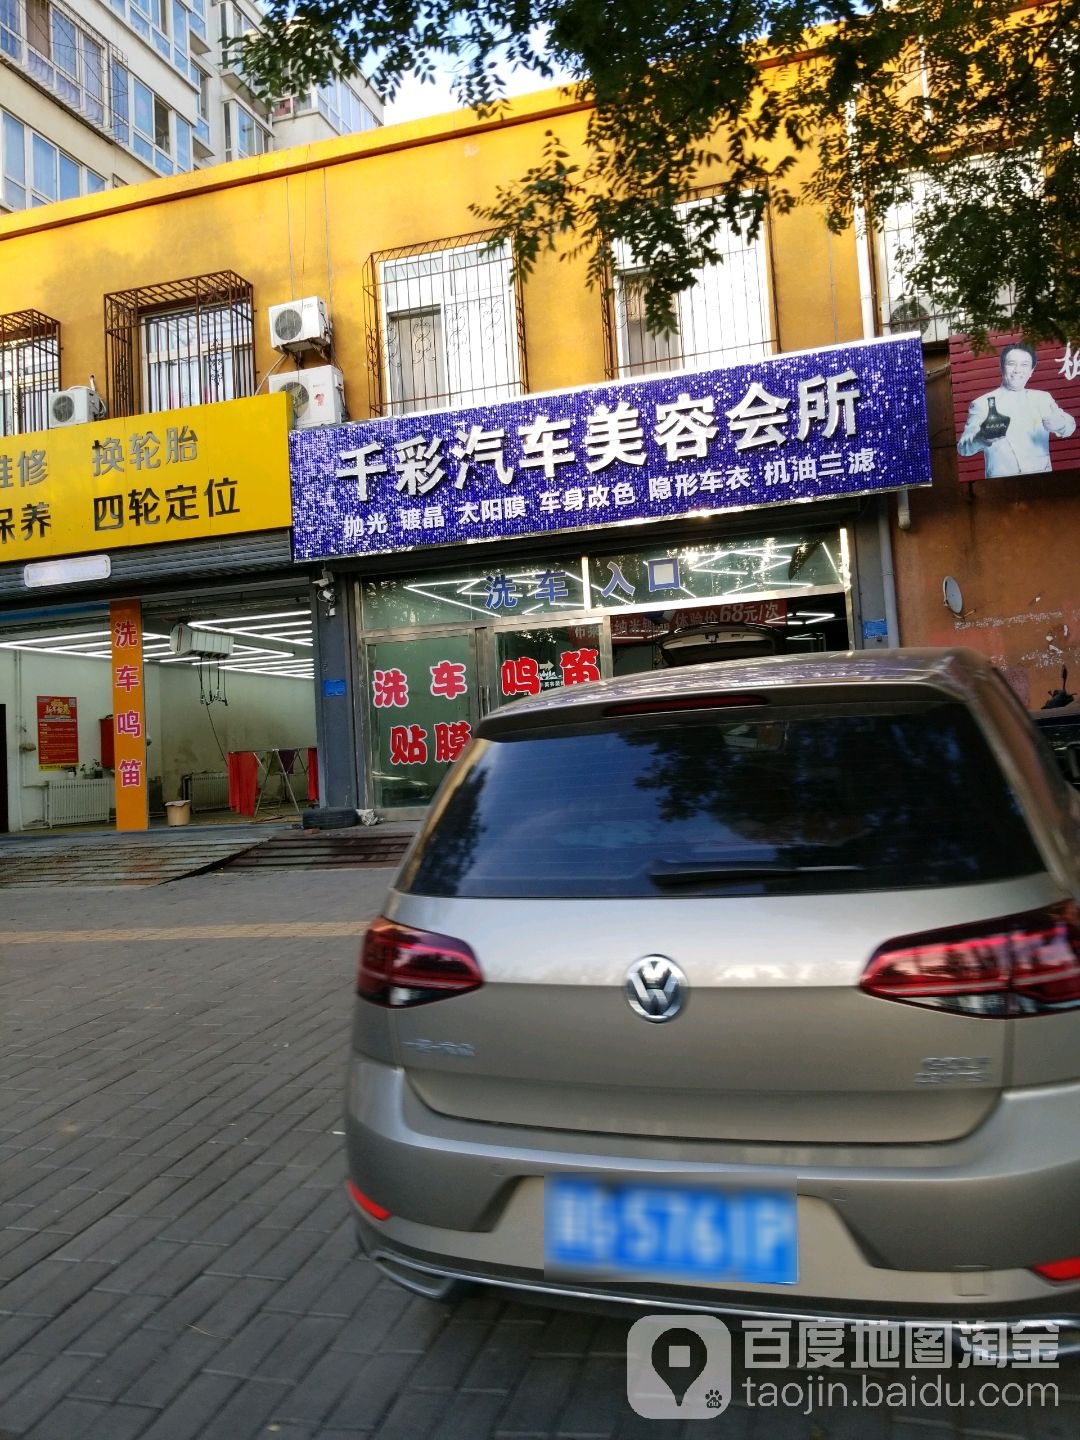 千彩汽车美容会所
抛光 镀晶 太阳膜 车身改色 隐形车衣 机油三滤
维修 换轮胎
保养 四轮定位
洗车入口
体验价68元/次
洗车鸣笛
洗车鸣笛
贴膜
百度地图淘金
taojin.baidu.com